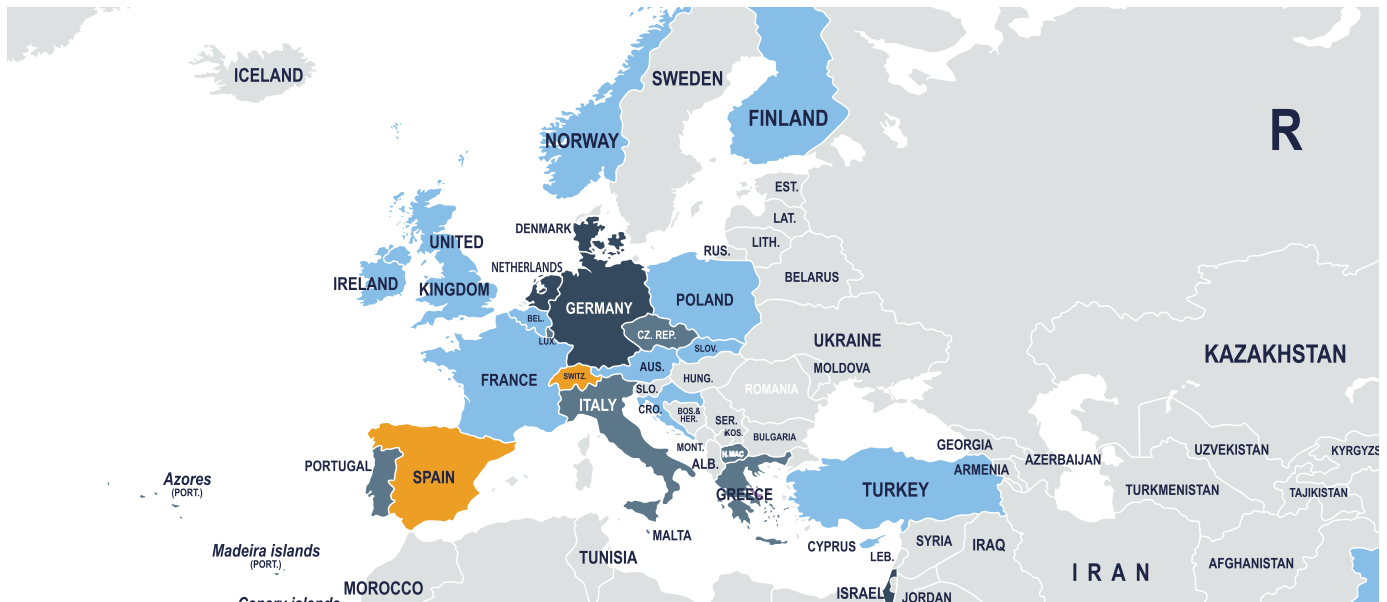 ICELAND
SWEDEN
FINLAND
R
NORWAY
EST.
LAT.
DENMARK
UNITED
LITH.
RUS.
NETHERLANDS
BELARUS
IRELAND
KINGDOM
POLAND
GERMANY
BEL.
CZ. REP.
LUX.
UKRAINE
SLOV.
KAZAKHSTAN
AUS.
MOLDOVA
FRANCE
SWITZ.
HUNG.
SLO.
ROMANIA
ITALY
CRO.
BOS.&
HER.
SER.
KOS.
BULGARIA
MONT.
GEORGIA
UZVEKISTAN
KYRGYZS
N.MAC
AZERBAIJAN
PORTUGAL
ALB.
ARMENIA
SPAIN
Azores
(PORT.)
TURKEY
TURKMENISTAN
TAJIKISTAN
GREECE
MALTA
CYPRUS
SYRIA
IRAQ
Madeira islands
(PORT.)
TUNISIA
LEB.
AFGHANISTAN
IRAN
MOROCCO
ISRAEL
JORDAN
Canary islands